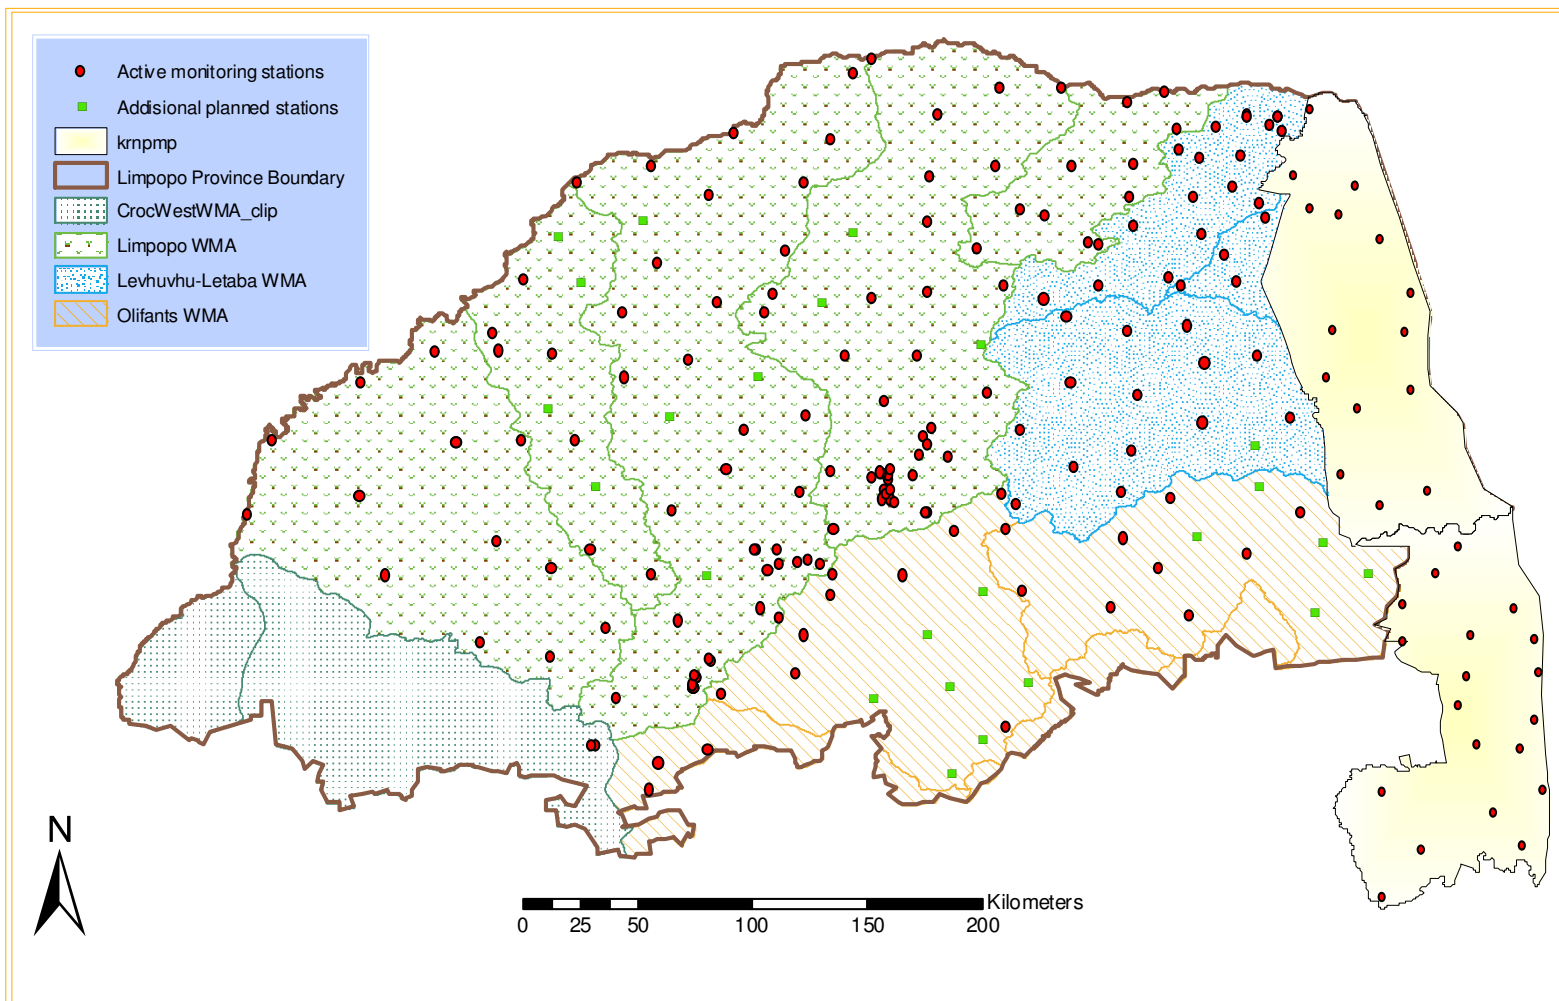 Active monitoring stations
Addisional planned stations
krnpmp
Limpopo Province Boundary
CrocWestWMA_clip
Limpopo WMA
Levhuvhu-Letaba WMA
Olifants WMA
N
Kilometers
0 25 50 100 150 200